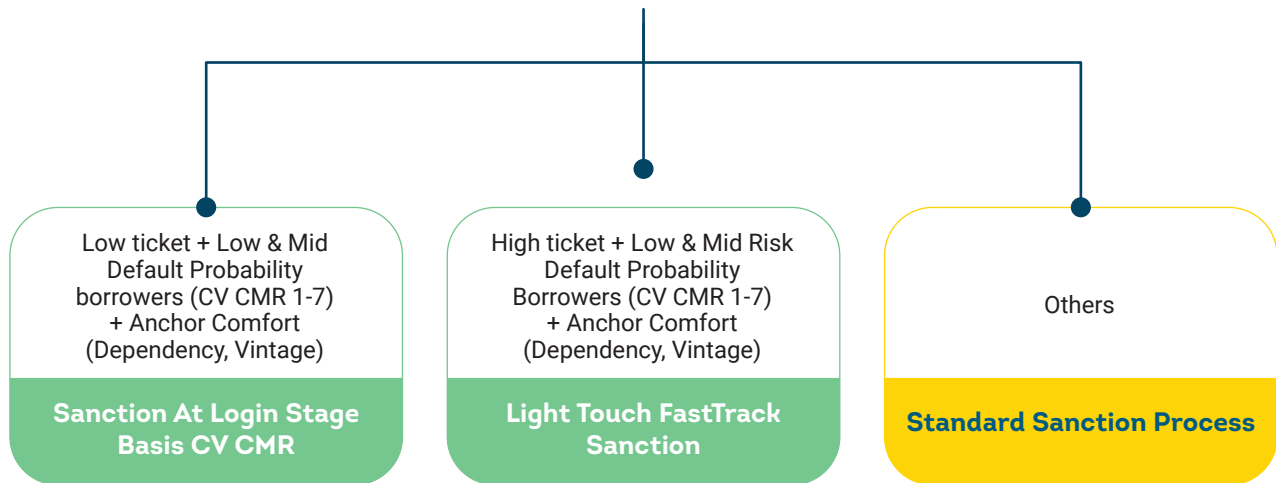 Low ticket + Low & Mid
Default Probability
borrowers (CV CMR 1-7)
+ Anchor Comfort
(Dependency, Vintage)
Sanction At Login Stage
Basis CV CMR
High ticket + Low & Mid Risk
Default Probability
Borrowers (CV CMR 1-7)
+ Anchor Comfort
(Dependency, Vintage)
Light Touch FastTrack
Sanction
Others
Standard Sanction Process